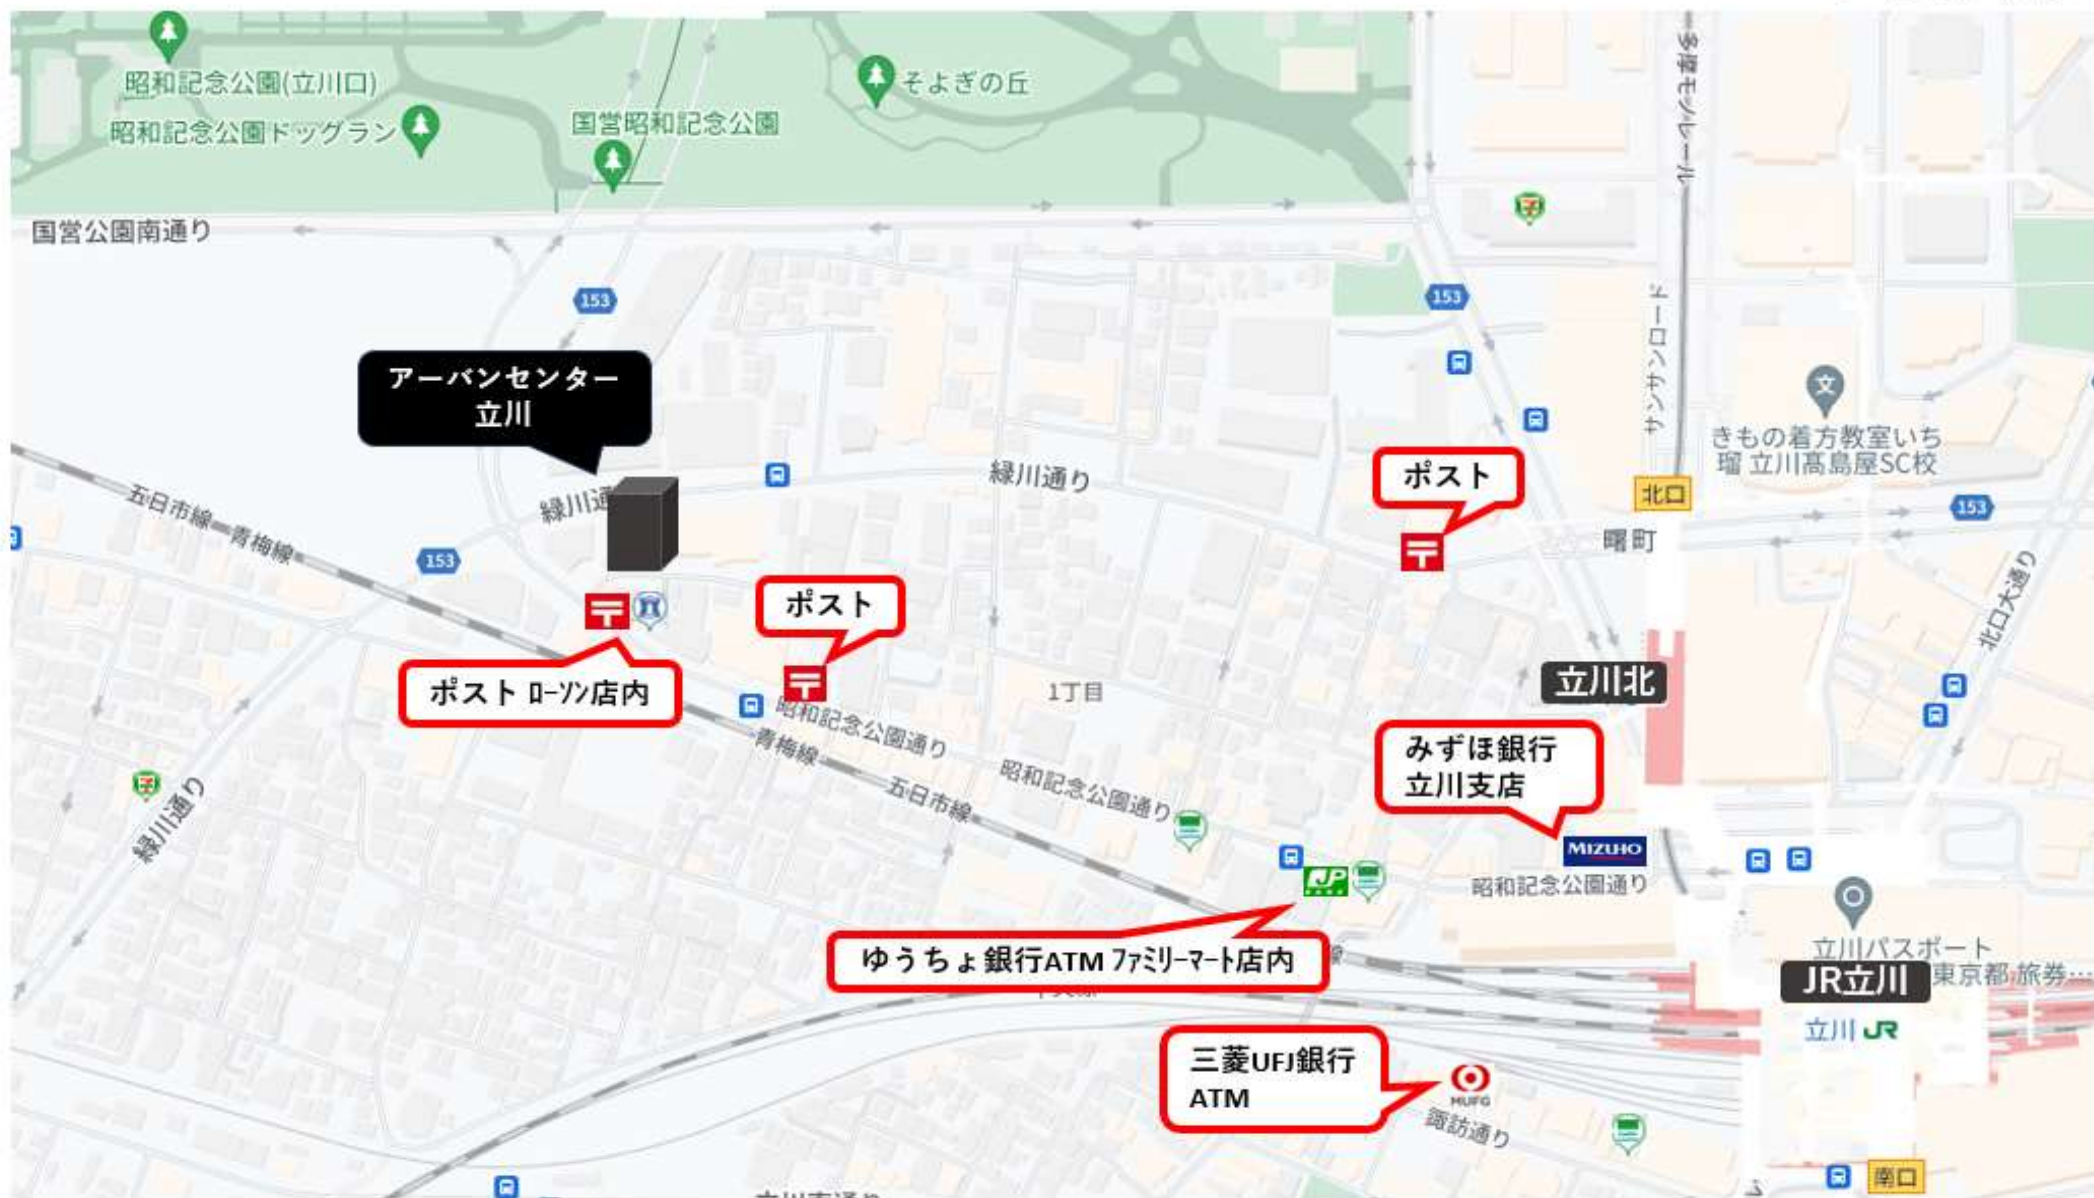 昭和記念公園(立川口)
昭和記念公園ドッグラン
国営昭和記念公園
そよぎの丘
多摩モノレール
国営公園南通り
153
153
サンサンロード
アーバンセンター
立川
きもの着方教室いち
瑠 立川髙島屋SC校
ポスト
緑川通り
緑川通
北口
153
曙町
五日市線
青梅線
153
北口大通り
ポスト
ポスト ﾛｰｿﾝ店内
1丁目
立川北
昭和記念公園通り
青梅線
五日市線
昭和記念公園通り
緑川通り
みずほ銀行
立川支店
MIZUHO
昭和記念公園通り
JP
ゆうちょ銀行ATM ﾌｧﾐﾘｰﾏｰﾄ店内
線
立川パスポート
東京都 旅券…
JR立川
立川 JR
三菱UFJ銀行
ATM
MUFG
諏訪通り
南口